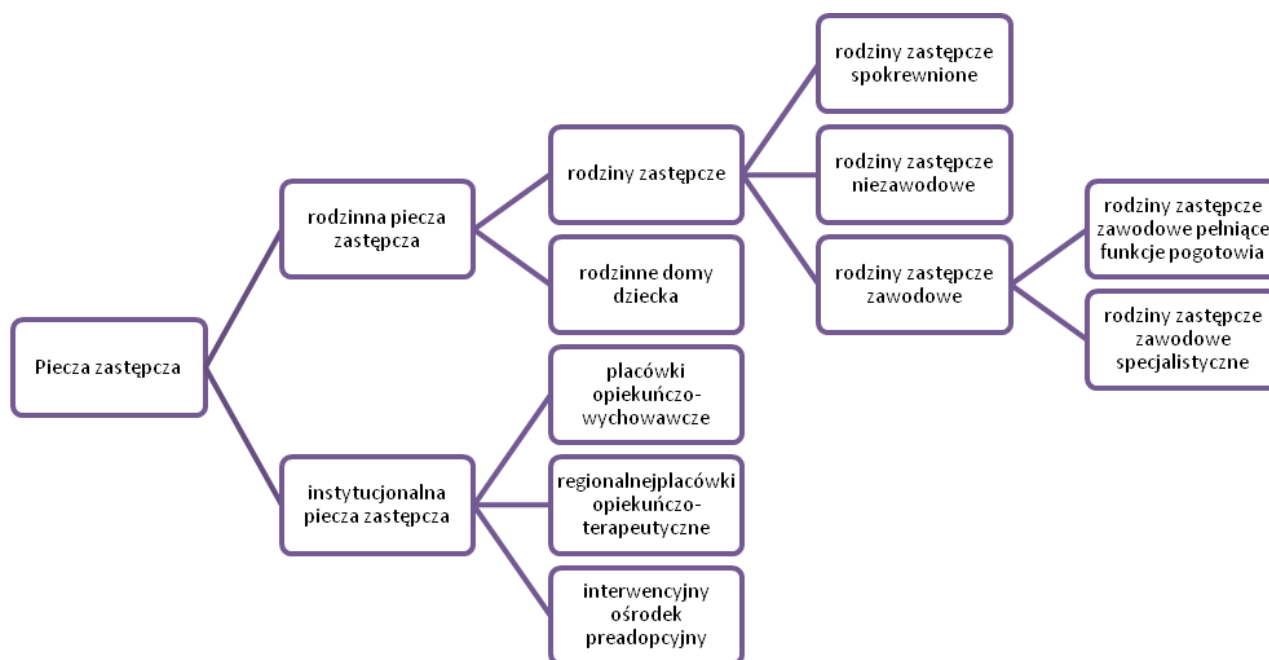 rodziny zastępcze
spokrewnione
rodziny zastępcze
rodziny zastępcze
niezawodowe
rodzinna piecza
zastępcza
rodziny zastępcze
zawodowe pełniące
funkcje pogotowia
rodzinne domy
dziecka
rodziny zastępcze
zawodowe
rodziny zastępcze
zawodowe
specjalistyczne
Piecza zastępcza
placówki
opiekuńczo-
wychowawcze
instytucjonalna
piecza zastępcza
regionalnejplacówki
opiekuńczo-
terapeutyczne
interwencyjny
ośrodek
preadopcyjny